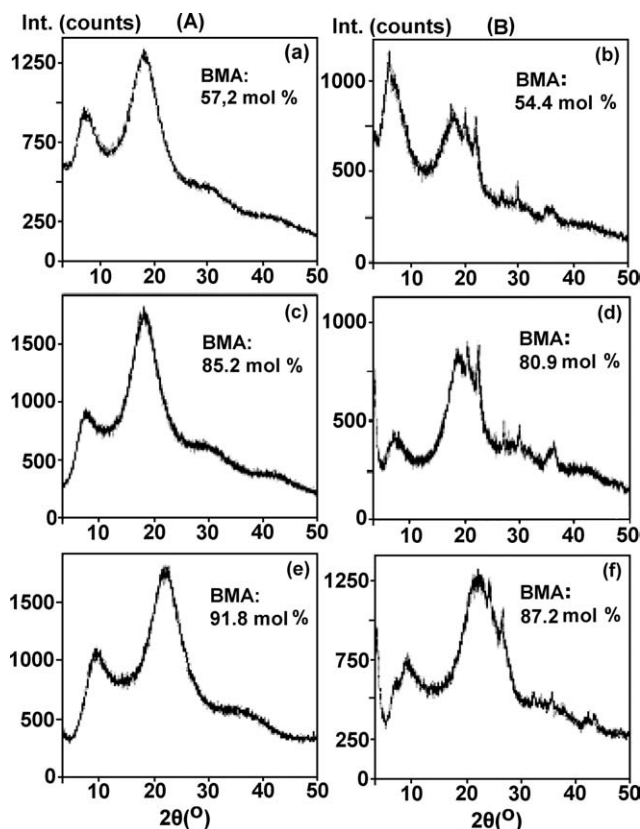 Int. (counts) (A) Int. (counts) (B)
(a)
BMA:
57,2 mol %
1250
750
250
10 20 30 40 50
(b)
BMA:
54.4 mol %
1000
500
0
10 20 30 40 50
(c)
BMA:
85.2 mol %
1500
1000
500
0
10 20 30 40 50
(d)
BMA:
80.9 mol %
1000
500
0
10 20 30 40 50
(e)
BMA:
91.8 mol %
1500
1000
500
0
10 20 30 40 50
2θ(O)
(f)
BMA:
87.2 mol %
1250
750
250
10 20 30 40 50
2θ(O)